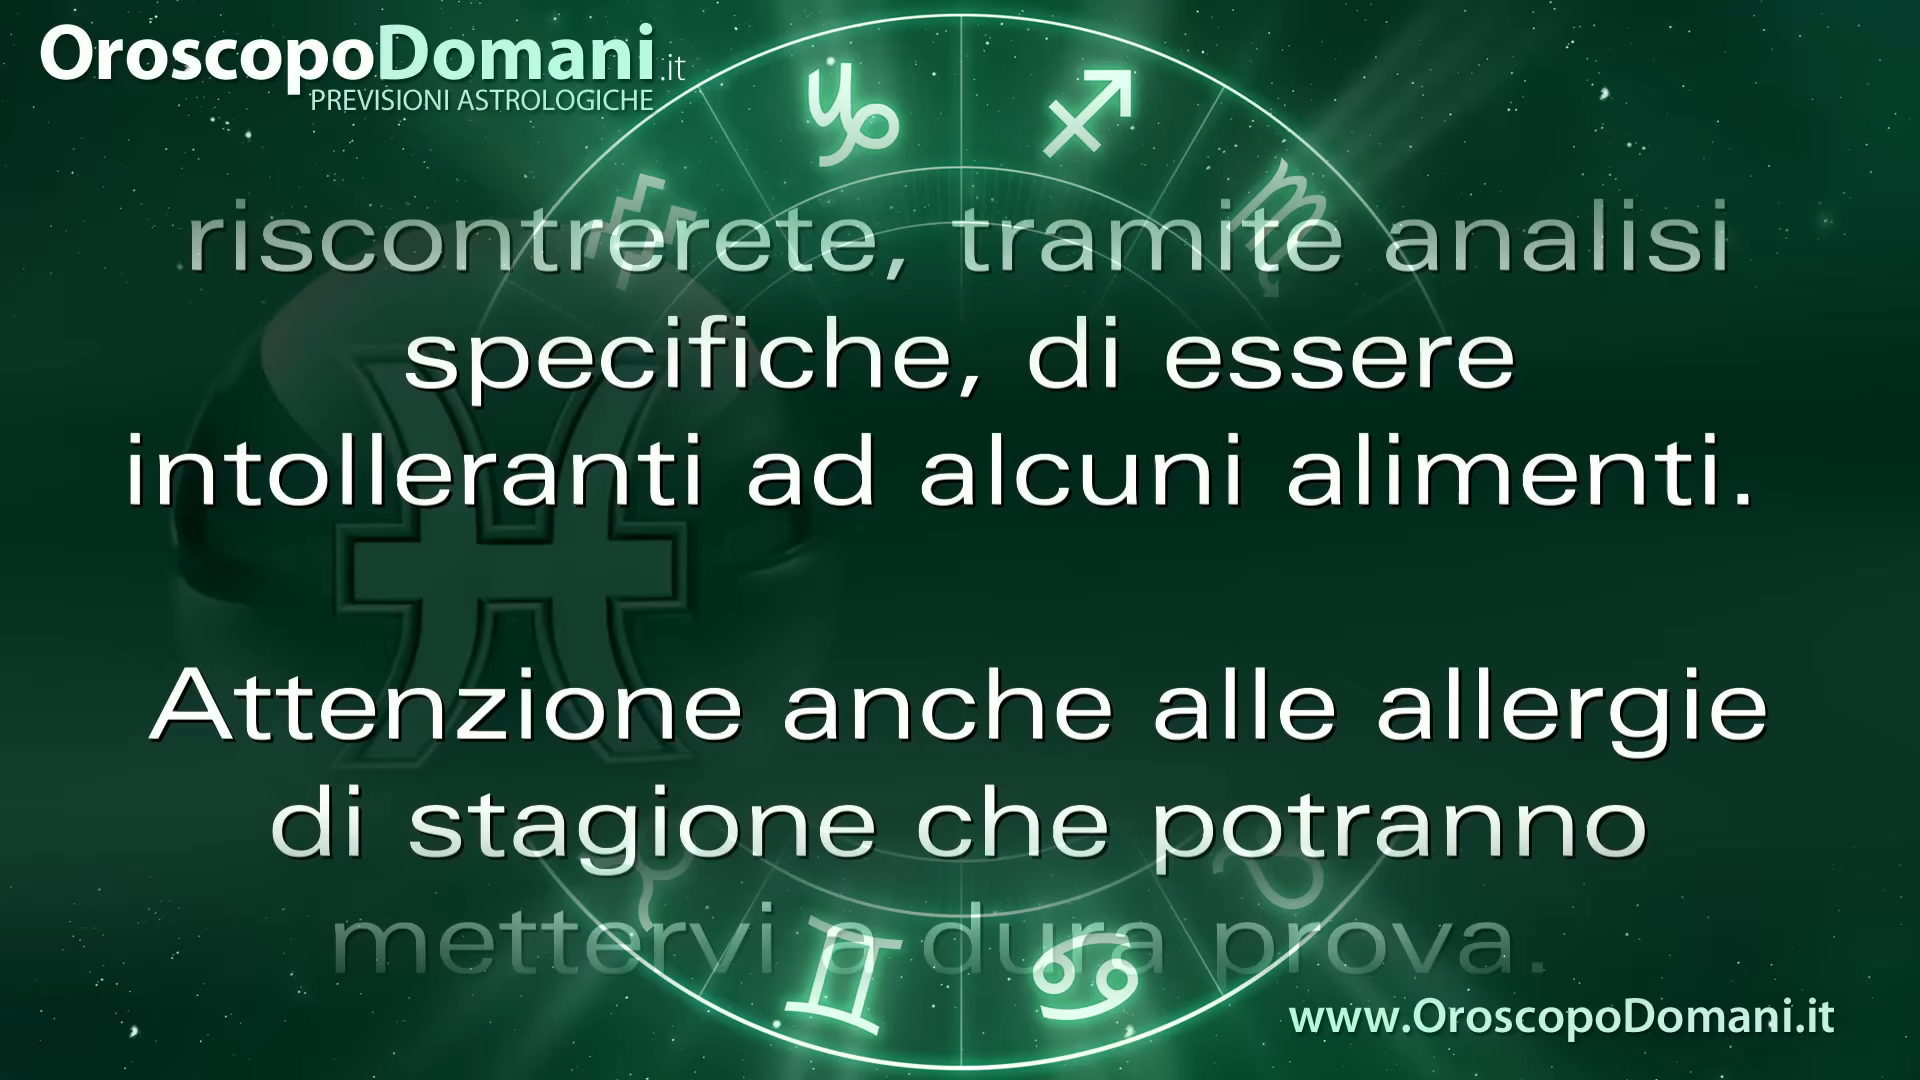 OroscopoDomani.it
PREVISIONI ASTROLOGICHE
riscontrerete, tramite analisi
specifiche, di essere
intolleranti ad alcuni alimenti.
Attenzione anche alle allergie
di stagione che potranno
mettervi a dura prova.
www.OroscopoDomani.it